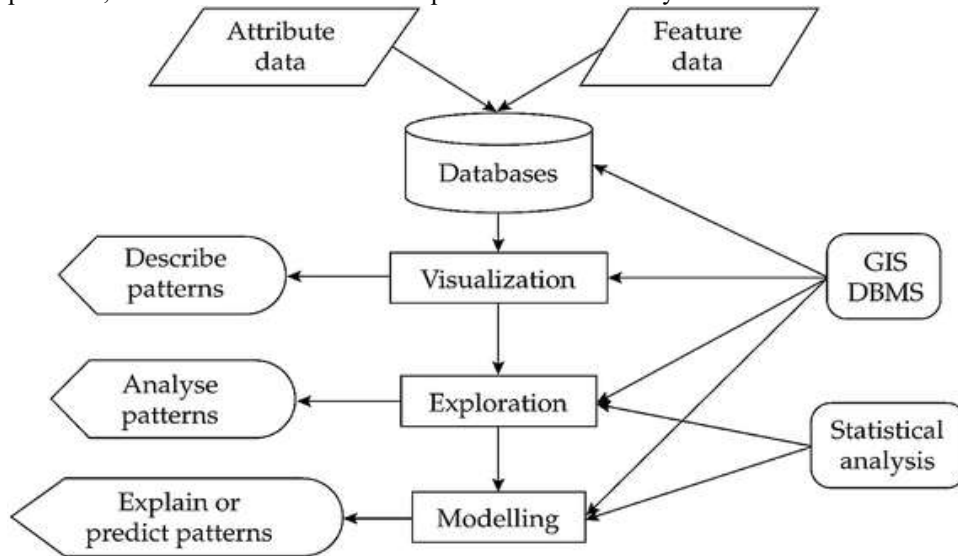 Attribute
data
Feature
data
Databases
Describe
patterns
Visualization
GIS
DBMS
Analyse
patterns
Exploration
Statistical
analysis
Explain or
predict patterns
Modelling